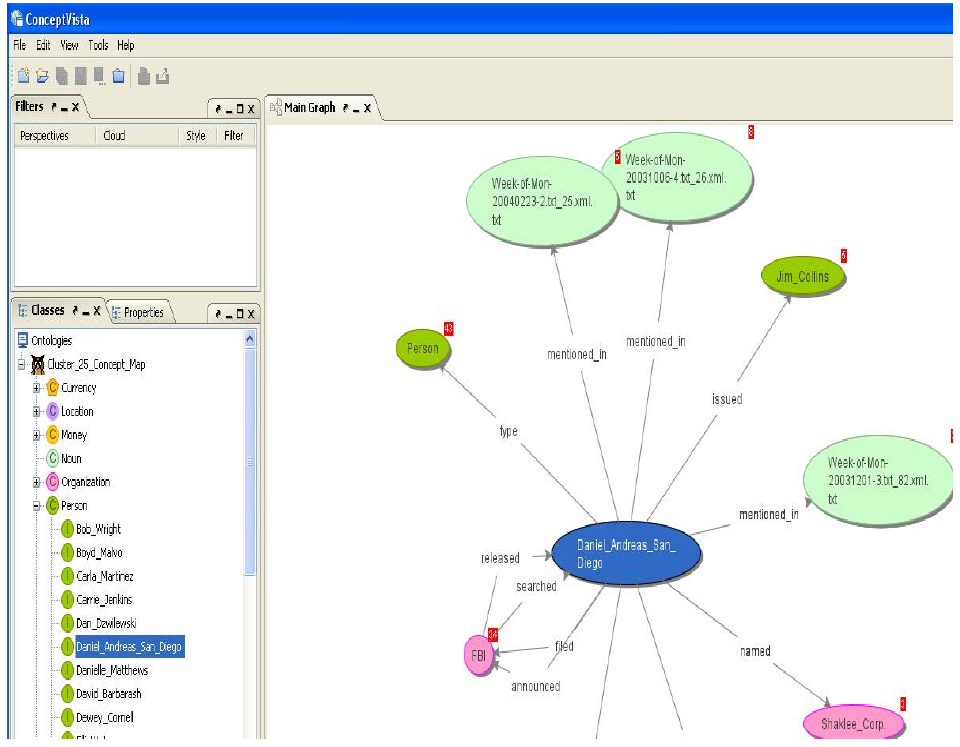 ConceptVista
File Edit View Tools Help
Filters
Main Graph
Perspectives Cloud Style Filter
8
5
Week-of-Mon-
20031006-4.txt_26.xml.
txt
Week-of-Mon-
20040223-2.txt_25.xml.
txt
6
Jim_Collins
43
Person
mentioned_in
mentioned_in
issued
type
Classes
Properties
Ontologies
Cluster_25_Concept_Map
C Currency
C Location
C Money
C Noun
C Organization
C Person
I Bob_Wright
I Boyd_Malvo
I Carla_Martinez
I Carrie_Jenkins
I Dan_Dzwilewski
I Daniel_Andreas_San_Diego
I Danielle_Matthews
I David_Barbarash
I Dewey_Cornell
Week-of-Mon-
20031201-3.txt_82.xml.
txt
mentioned_in
Daniel_Andreas_San_
Diego
released
searched
34
FBI
filed
announced
named
3
Shaklee_Corp.